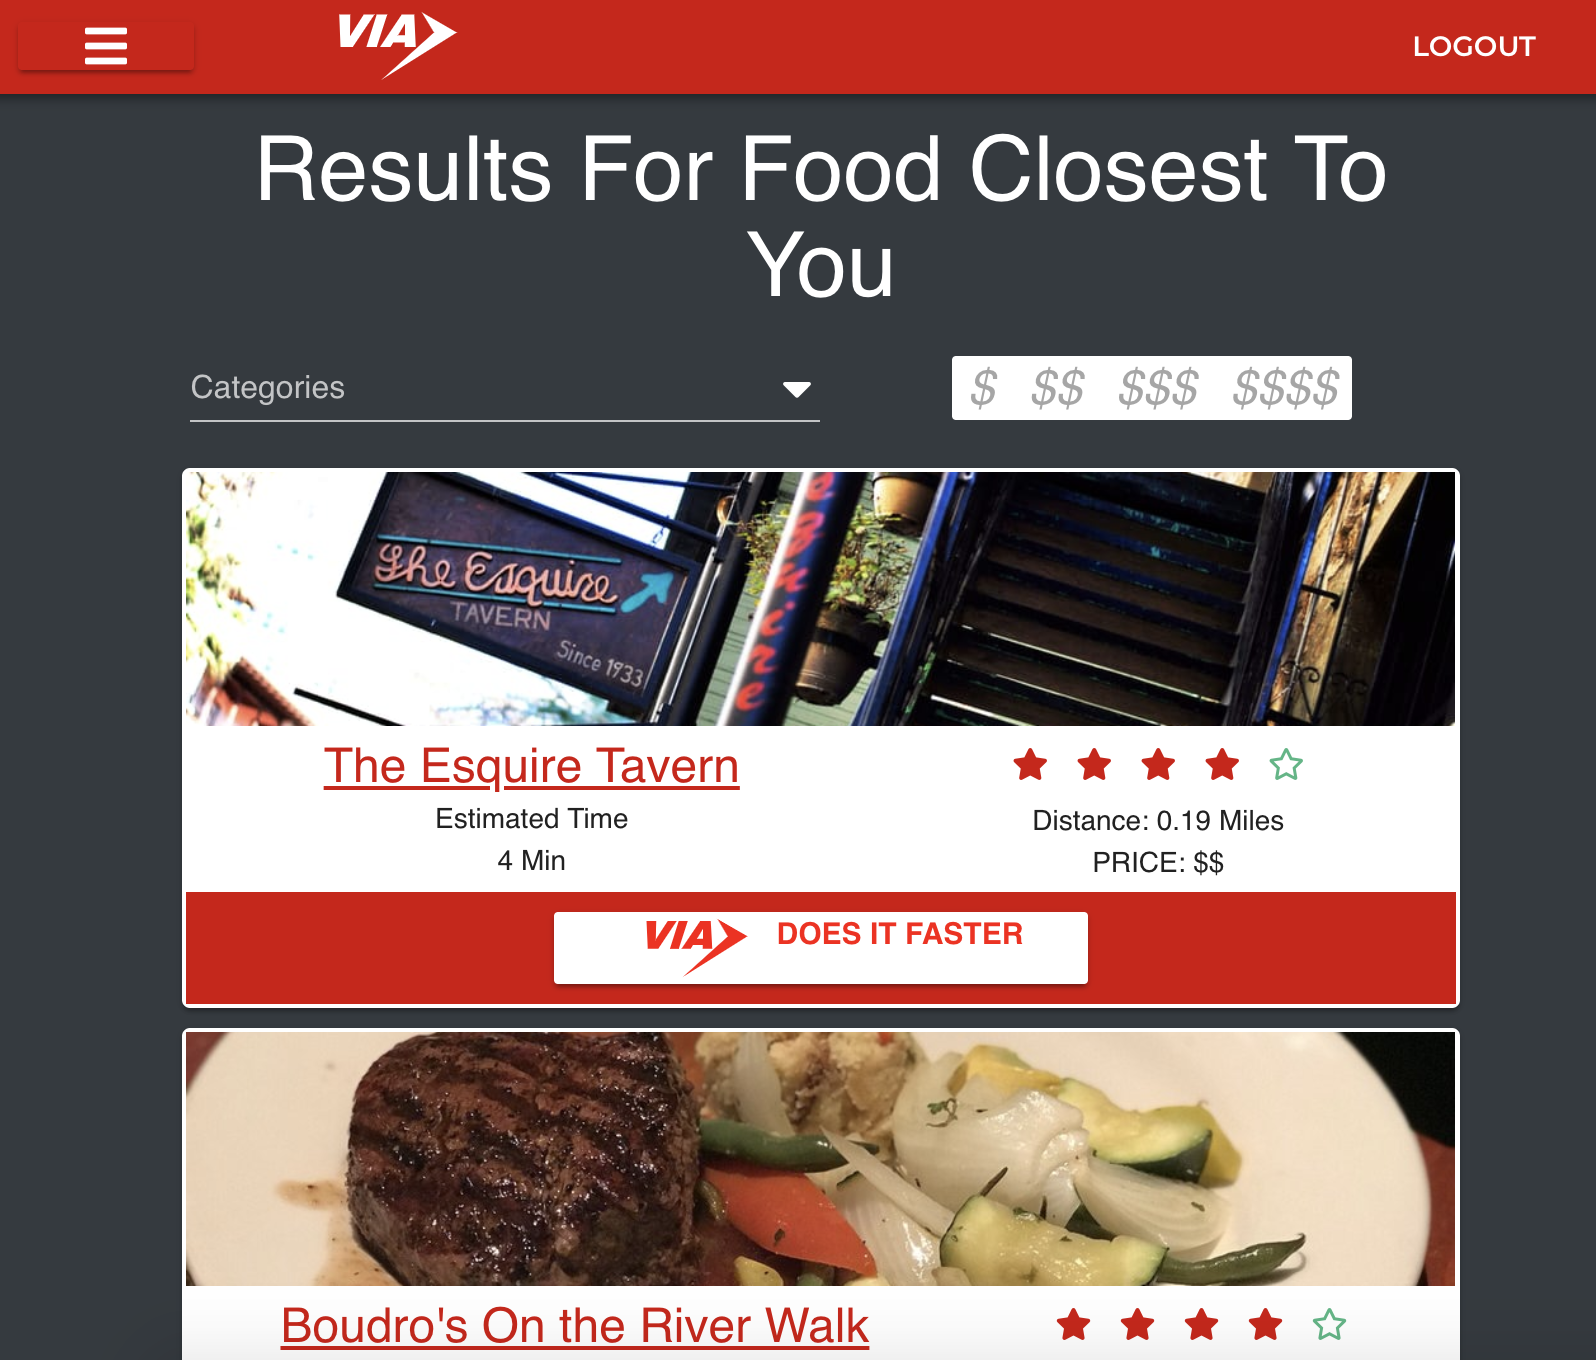 VIA
LOGOUT
Results For Food Closest To
You
Categories
$ $$ $$$ $$$$
The Esquire
TAVERN
Since 1933
The Esquire Tavern
Estimated Time
4 Min
Distance: 0.19 Miles
PRICE: $$
VIA DOES IT FASTER
Boudro's On the River Walk